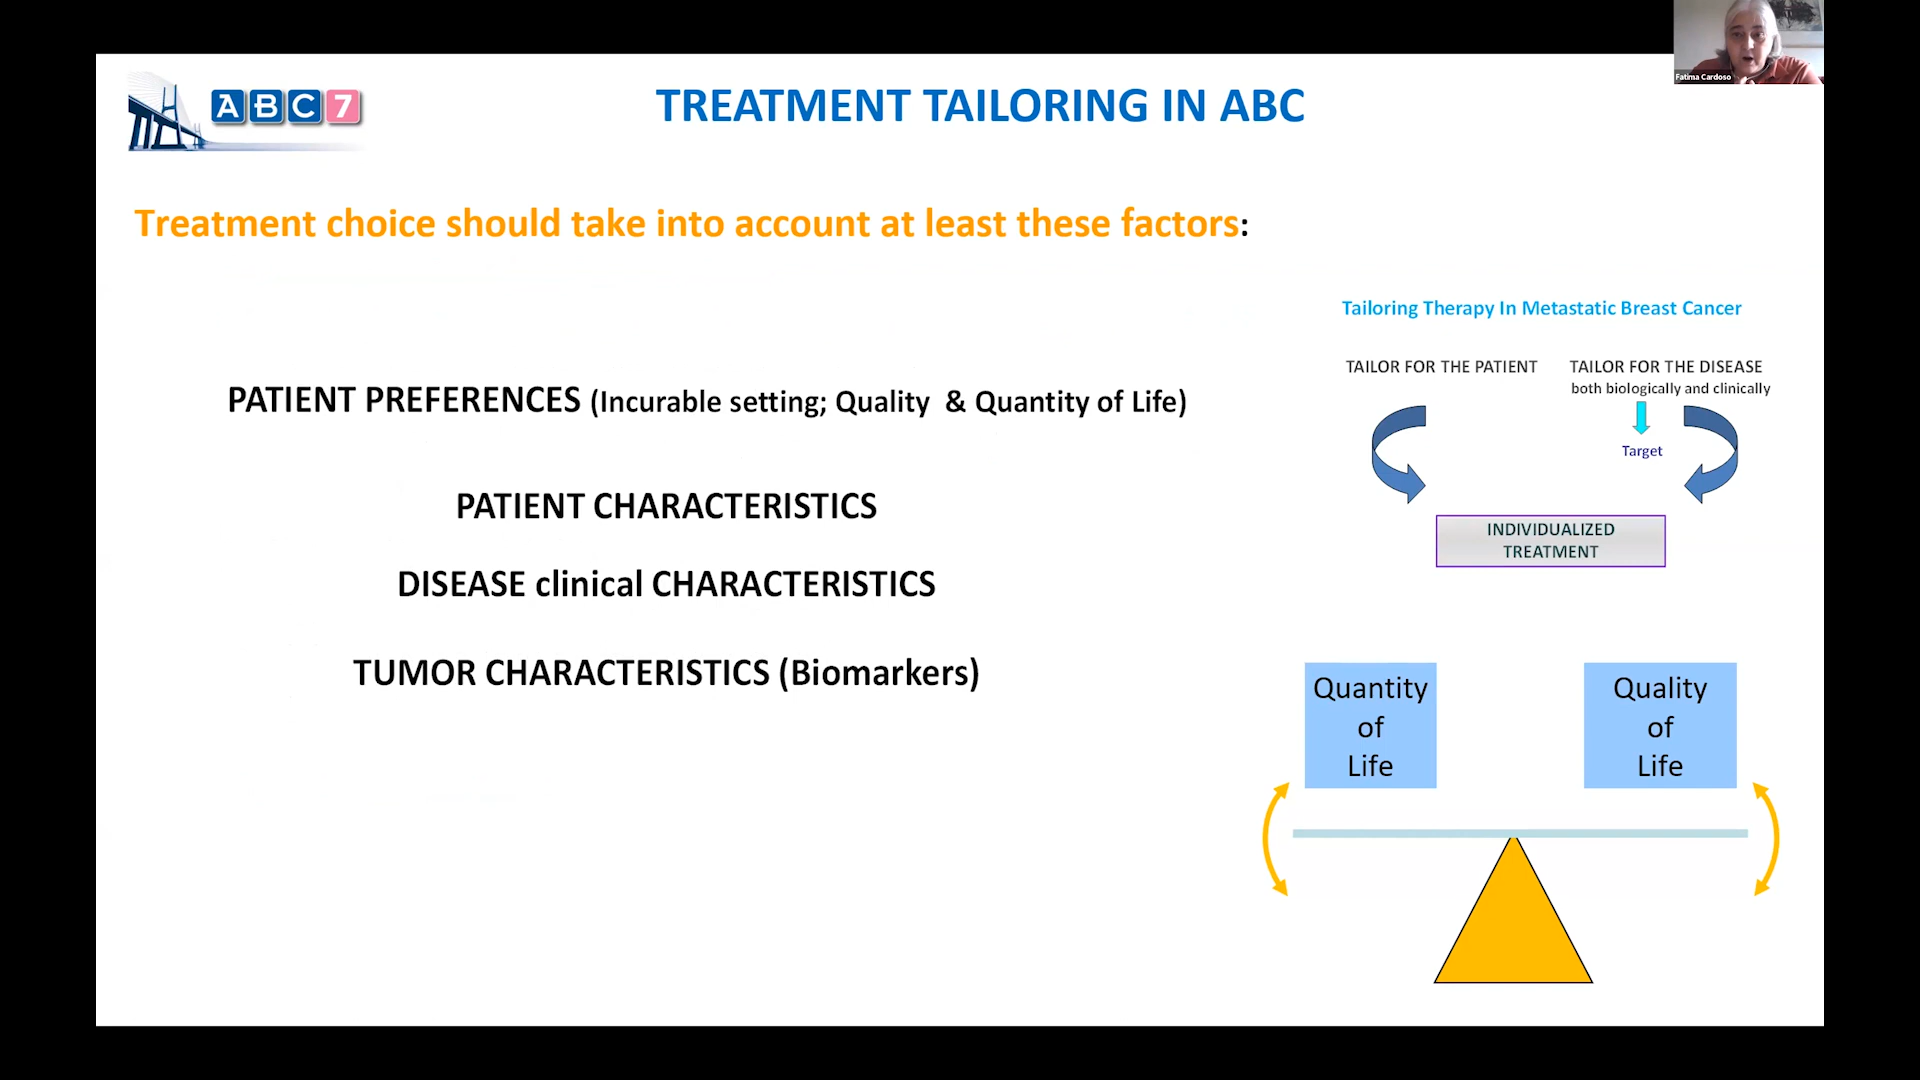 Fatima Cardoso
ABC7
TREATMENT TAILORING IN ABC
Treatment choice should take into account at least these factors:
PATIENT PREFERENCES (Incurable setting; Quality & Quantity of Life)
PATIENT CHARACTERISTICS
DISEASE clinical CHARACTERISTICS
TUMOR CHARACTERISTICS (Biomarkers)
Tailoring Therapy In Metastatic Breast Cancer
TAILOR FOR THE PATIENT
TAILOR FOR THE DISEASE
both biologically and clinically
Target
INDIVIDUALIZED
TREATMENT
Quantity
of
Life
Quality
of
Life